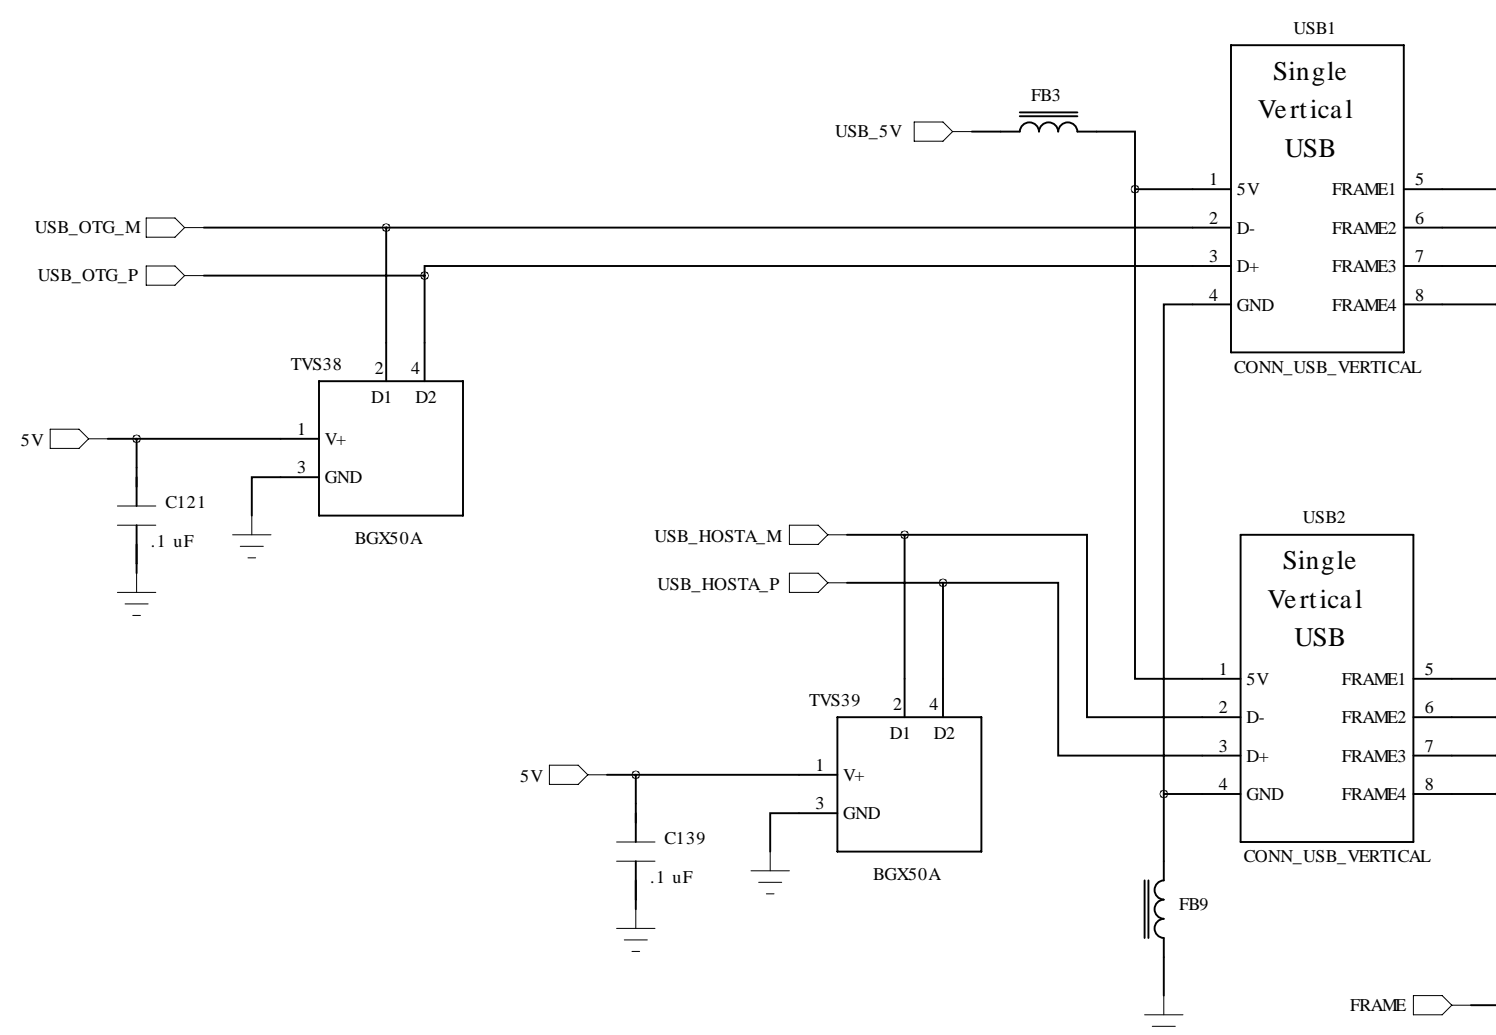 USB1
Single
Vertical
USB
FB3
USB_5V
1 5V FRAME1 5
USB_OTG_M
2 D- FRAME2 6
USB_OTG_P
3 D+ FRAME3 7
4 GND FRAME4 8
CONN_USB_VERTICAL
TVS38
2 4
D1 D2
5V
1 V+
3 GND
C121
.1 uF
BGX50A
USB2
USB_HOSTA_M
Single
Vertical
USB
USB_HOSTA_P
1 5V FRAME1 5
2 D- FRAME2 6
3 D+ FRAME3 7
4 GND FRAME4 8
CONN_USB_VERTICAL
TVS39
2 4
D1 D2
5V
1 V+
3 GND
C139
.1 uF
BGX50A
FB9
FRAME